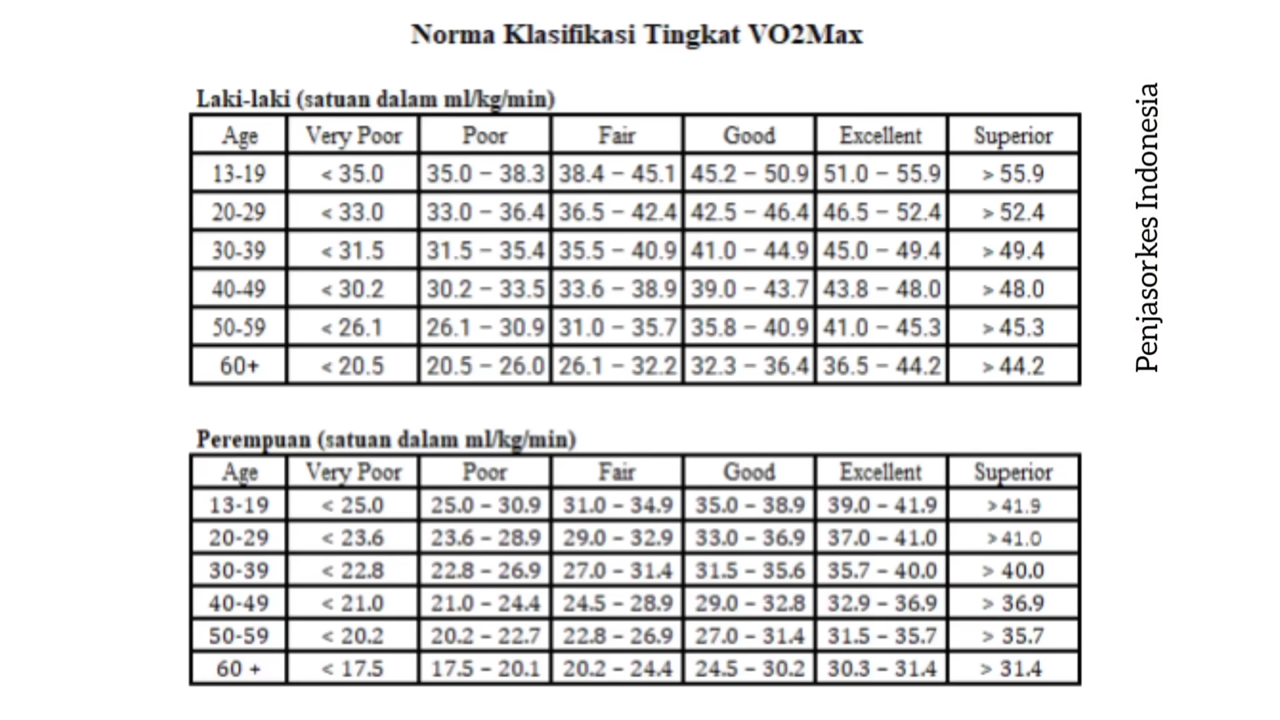 Norma Klasifikasi Tingkat VO2Max
Laki-laki (satuan dalam ml/kg/min)
Age Very Poor Poor Fair Good Excellent Superior
13-19 < 35.0 35.0 – 38.3 38.4 – 45.1 45.2 – 50.9 51.0 – 55.9 > 55.9
20-29 < 33.0 33.0 – 36.4 36.5 – 42.4 42.5 – 46.4 46.5 – 52.4 > 52.4
30-39 < 31.5 31.5 – 35.4 35.5 – 40.9 41.0 – 44.9 45.0 – 49.4 > 49.4
40-49 < 30.2 30.2 – 33.5 33.6 – 38.9 39.0 – 43.7 43.8 – 48.0 > 48.0
50-59 < 26.1 26.1 – 30.9 31.0 – 35.7 35.8 – 40.9 41.0 – 45.3 > 45.3
60+ < 20.5 20.5 – 26.0 26.1 – 32.2 32.3 – 36.4 36.5 – 44.2 > 44.2
Perempuan (satuan dalam ml/kg/min)
Age Very Poor Poor Fair Good Excellent Superior
13-19 < 25.0 25.0 – 30.9 31.0 – 34.9 35.0 – 38.9 39.0 – 41.9 > 41.9
20-29 < 23.6 23.6 – 28.9 29.0 – 32.9 33.0 – 36.9 37.0 – 41.0 > 41.0
30-39 < 22.8 22.8 – 26.9 27.0 – 31.4 31.5 – 35.6 35.7 – 40.0 > 40.0
40-49 < 21.0 21.0 – 24.4 24.5 – 28.9 29.0 – 32.8 32.9 – 36.9 > 36.9
50-59 < 20.2 20.2 – 22.7 22.8 – 26.9 27.0 – 31.4 31.5 – 35.7 > 35.7
60 + < 17.5 17.5 – 20.1 20.2 – 24.4 24.5 – 30.2 30.3 – 31.4 > 31.4
Penjasorkes Indonesia